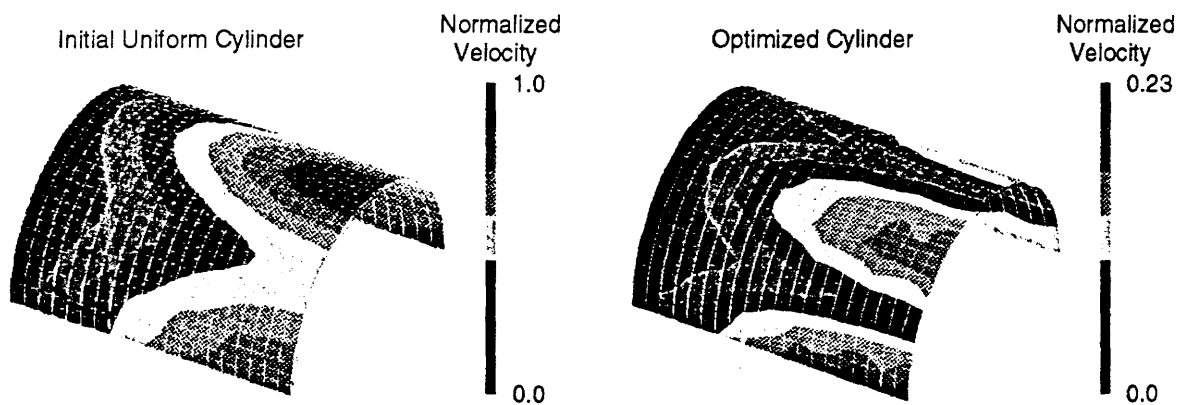 Initial Uniform Cylinder
Normalized
Velocity
1.0
0.0
Optimized Cylinder
Normalized
Velocity
0.23
0.0